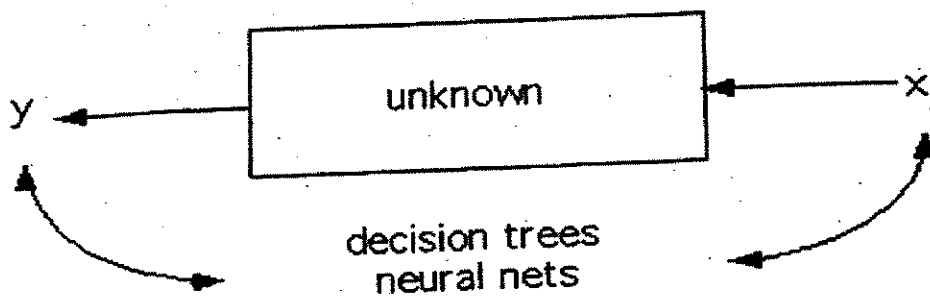 unknown
y
x
decision trees
neural nets